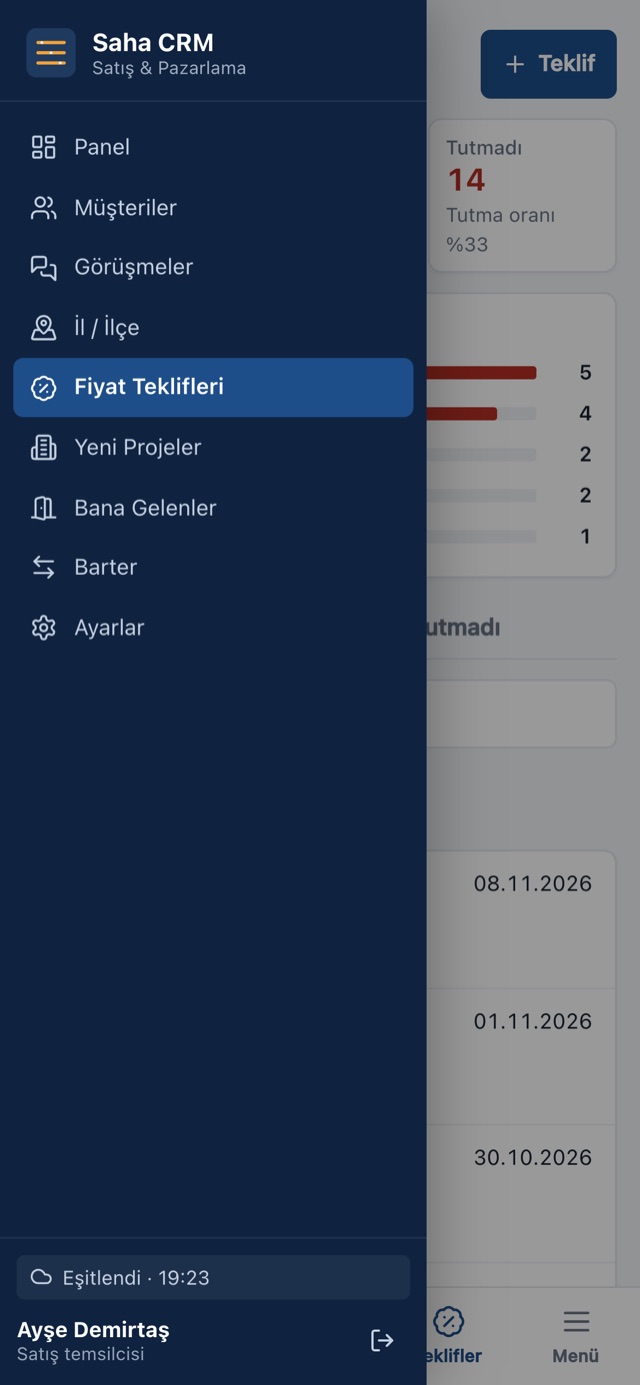 Saha CRM
Satış & Pazarlama
Panel
Müşteriler
Görüşmeler
İl / İlçe
Fiyat Teklifleri
Yeni Projeler
Bana Gelenler
Barter
Ayarlar
Eşitlendi · 19:23
Ayşe Demirtaş
Satış temsilcisi
+ Teklif
Tutmadı
14
Tutma oranı
%33
5
4
2
2
1
utmadı
08.11.2026
01.11.2026
30.10.2026
eklifler
Menü